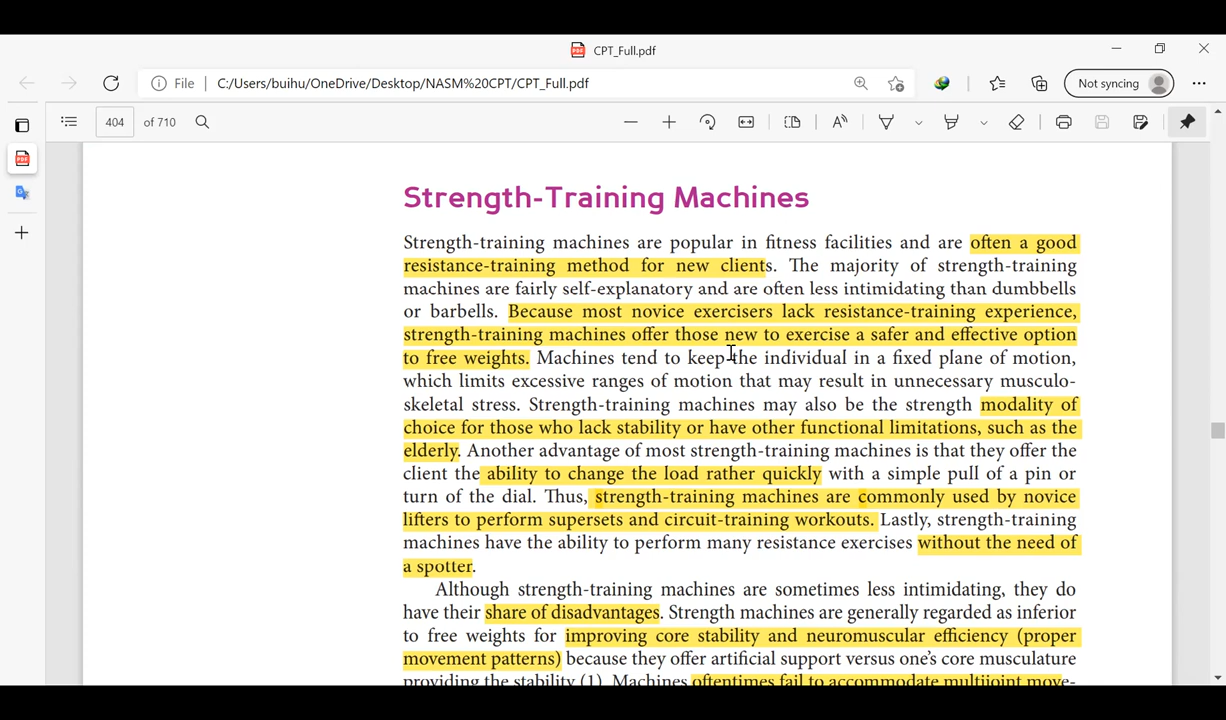 CPT_Full.pdf
File | C:/Users/buihu/OneDrive/Desktop/NASM%20CPT/CPT_Full.pdf
Not syncing
404 of 710
Strength-Training Machines
Strength-training machines are popular in fitness facilities and are often a good
resistance-training method for new clients. The majority of strength-training
machines are fairly self-explanatory and are often less intimidating than dumbbells
or barbells. Because most novice exercisers lack resistance-training experience,
strength-training machines offer those new to exercise a safer and effective option
to free weights. Machines tend to keep the individual in a fixed plane of motion,
which limits excessive ranges of motion that may result in unnecessary musculo-
skeletal stress. Strength-training machines may also be the strength modality of
choice for those who lack stability or have other functional limitations, such as the
elderly. Another advantage of most strength-training machines is that they offer the
client the ability to change the load rather quickly with a simple pull of a pin or
turn of the dial. Thus, strength-training machines are commonly used by novice
lifters to perform supersets and circuit-training workouts. Lastly, strength-training
machines have the ability to perform many resistance exercises without the need of
a spotter.
Although strength-training machines are sometimes less intimidating, they do
have their share of disadvantages. Strength machines are generally regarded as inferior
to free weights for improving core stability and neuromuscular efficiency (proper
movement patterns) because they offer artificial support versus one's core musculature
providing the stability (1). Machines oftentimes fail to accommodate multijoint move-